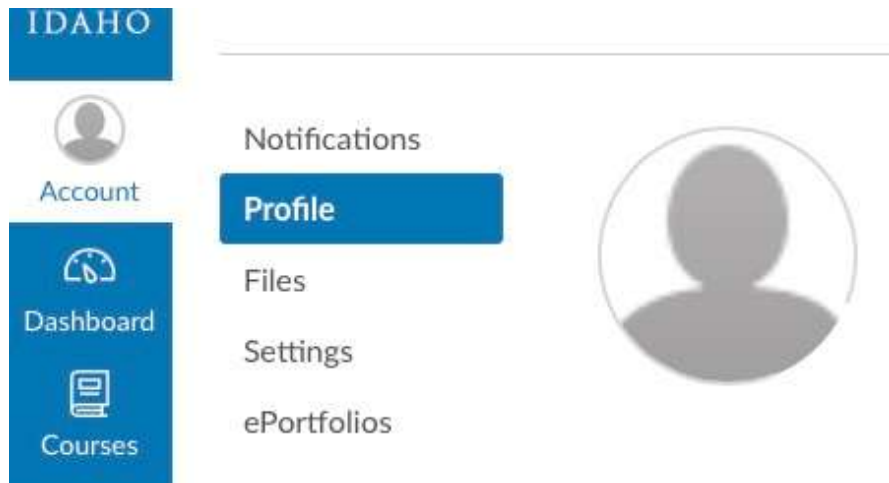 IDAHO
Account
Dashboard
Courses
Notifications
Profile
Files
Settings
ePortfolios